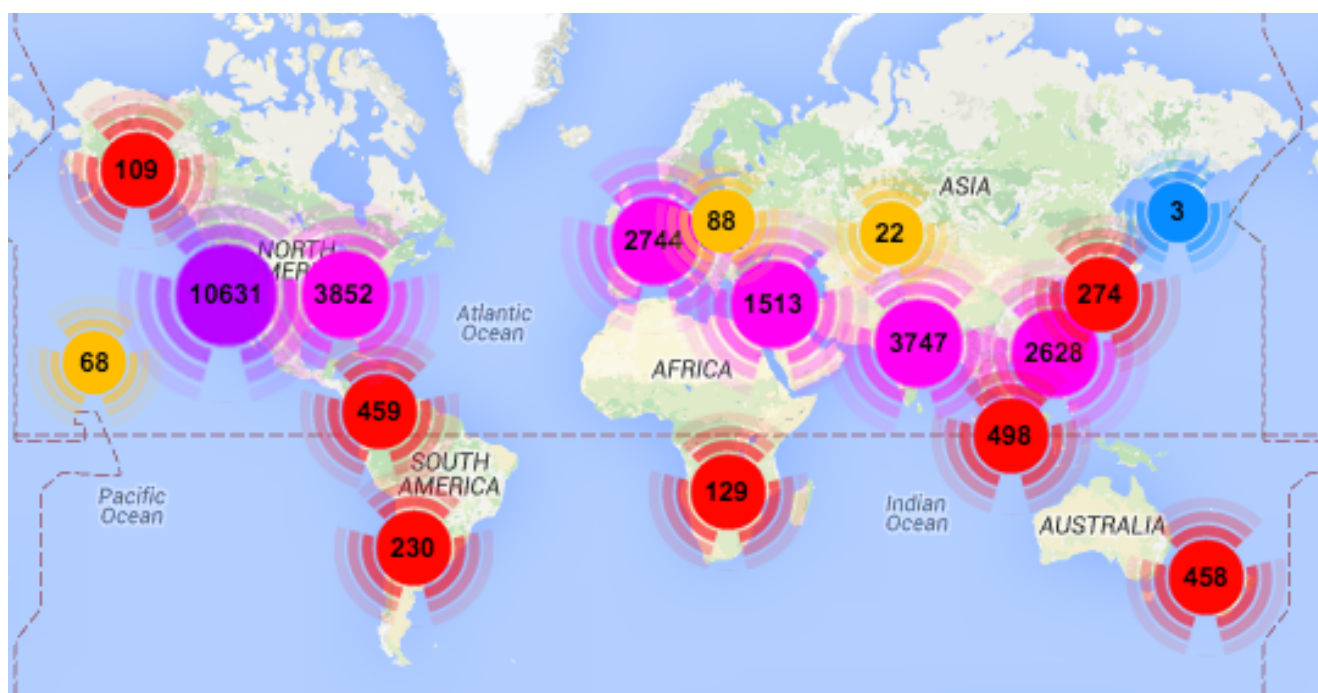 109
ASIA
3
88
22
2744
NORTH
AMERICA
10631
3852
274
1513
Atlantic
Ocean
3747
2628
68
AFRICA
459
498
SOUTH
AMERICA
129
Pacific
Ocean
Indian
Ocean
AUSTRALIA
230
458